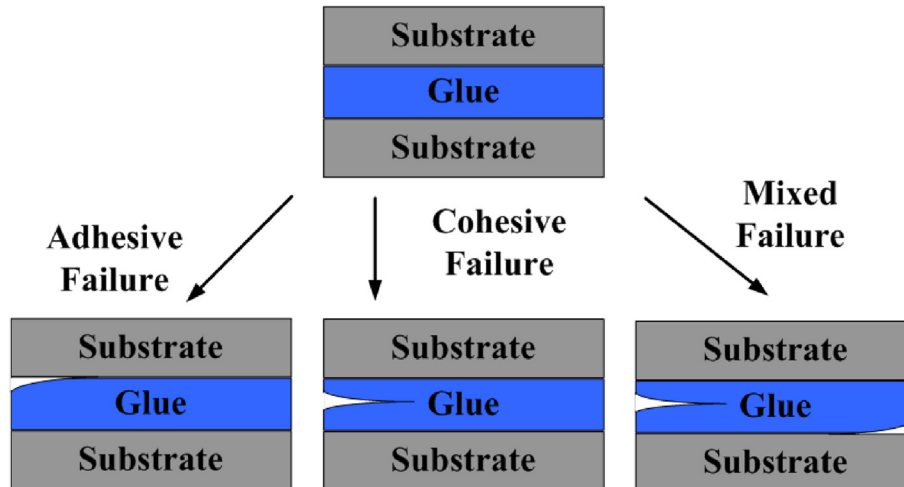 Substrate
Glue
Substrate
Adhesive
Failure
Cohesive
Failure
Mixed
Failure
Substrate
Glue
Substrate
Substrate
Glue
Substrate
Substrate
Glue
Substrate